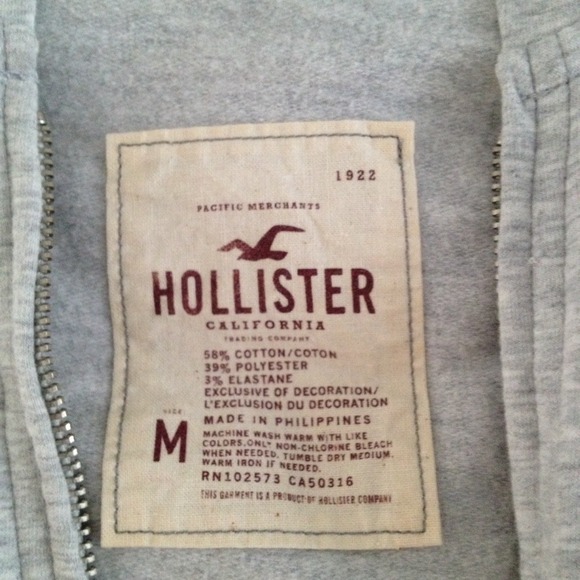 1922
PACIFIC MERCHANTS
HOLLISTER
CALIFORNIA
TRADING COMPANY
58% COTTON/COTON
39% POLYESTER
3% ELASTANE
EXCLUSIVE OF DECORATION/
L'EXCLUSION DU DECORATION
SIZE
M
MADE IN PHILIPPINES
MACHINE WASH WARM WITH LIKE
COLORS. ONLY NON-CHLORINE BLEACH
WHEN NEEDED. TUMBLE DRY MEDIUM.
WARM IRON IF NEEDED.
RN102573 CA50316
THIS GARMENT IS A PRODUCT OF HOLLISTER COMPANY